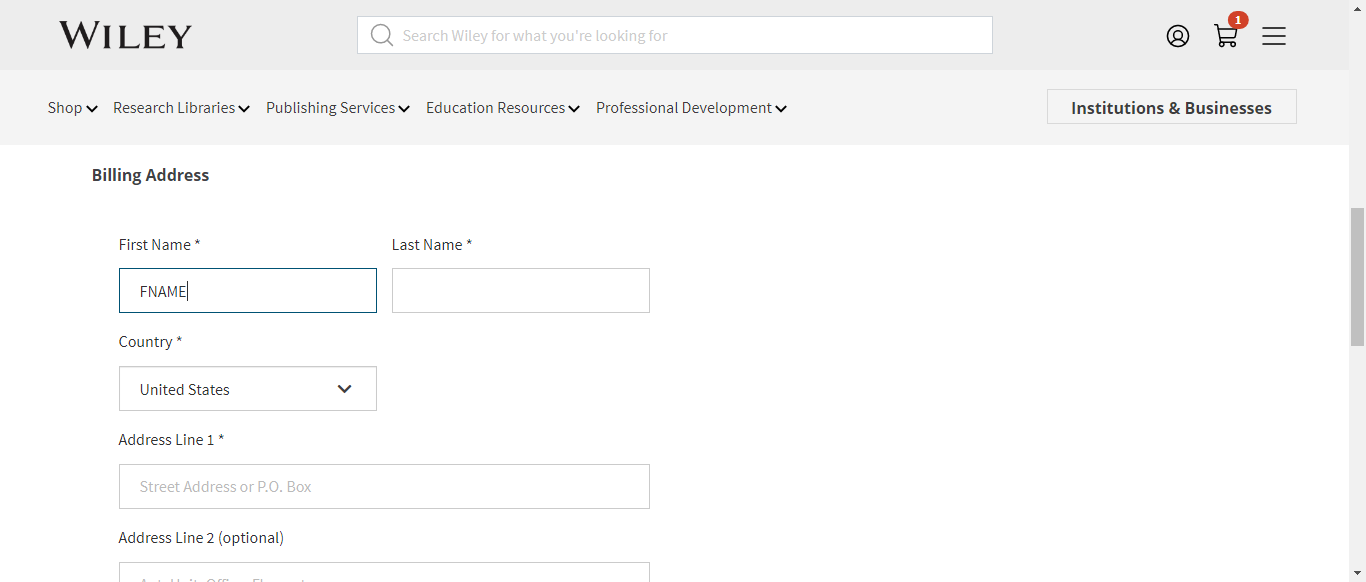 WILEY
Search Wiley for what you're looking for
1
Shop Research Libraries Publishing Services Education Resources Professional Development Institutions & Businesses
Billing Address
First Name * Last Name *
FNAME
Country *
United States
Address Line 1 *
Street Address or P.O. Box
Address Line 2 (optional)